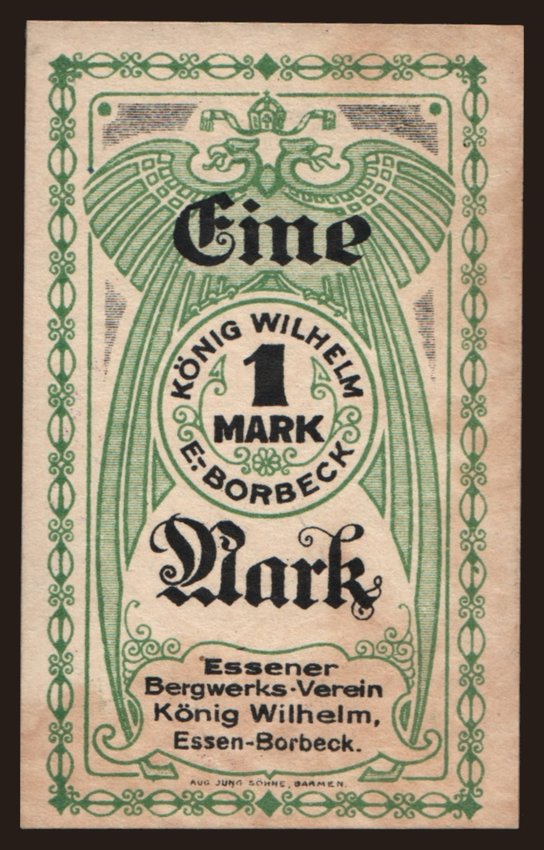 Eine
KÖNIG WILHELM
1
MARK
E.-BORBECK
Mark
Essener
Bergwerks-Verein
König Wilhelm,
Essen-Borbeck.
AUG. JUNG SÖHNE, BARMEN.